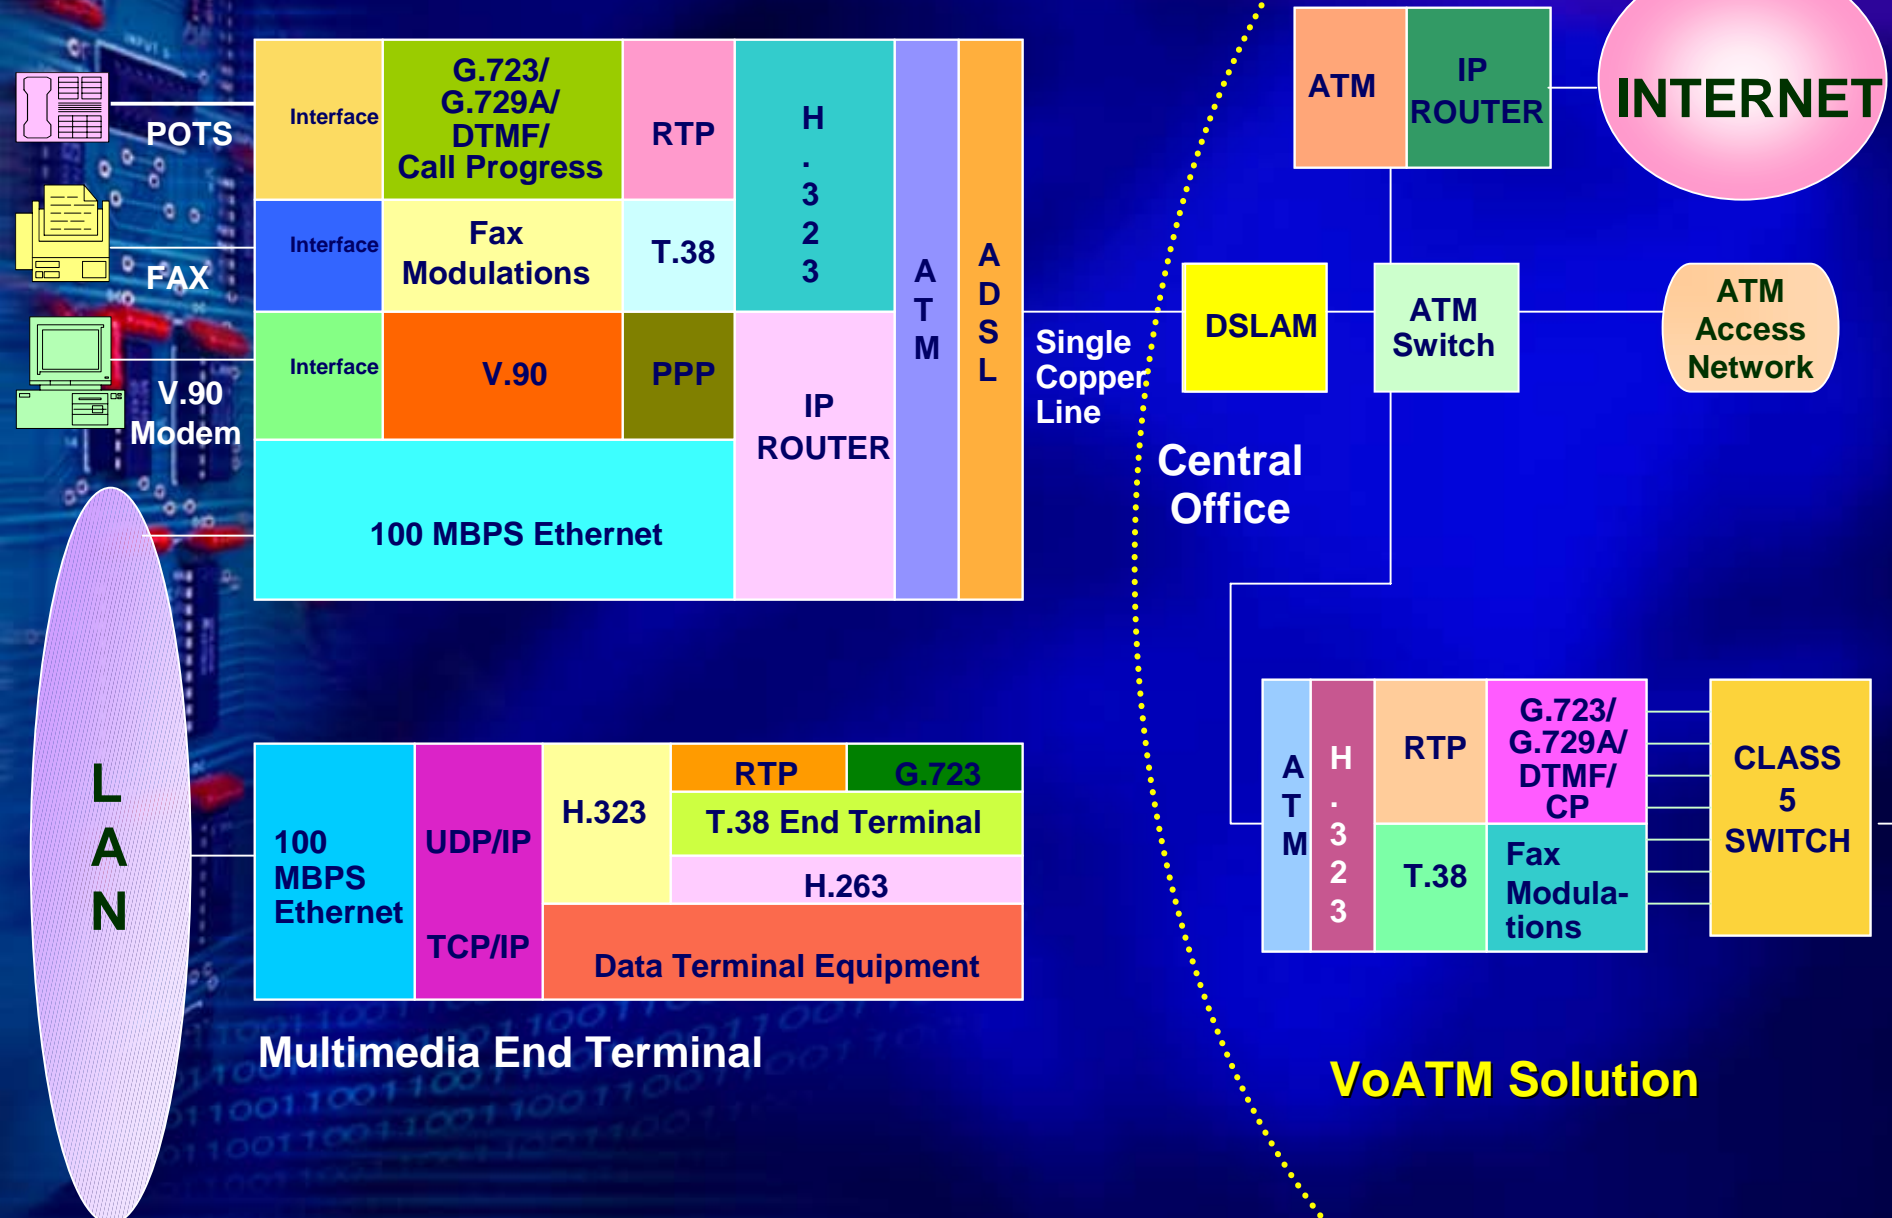 POTS
FAX
V.90
Modem
L
A
N
Interface
G.723/
G.729A/
DTMF/
Call Progress
RTP
H
.
3
2
3
Interface
Fax
Modulations
T.38
Interface
V.90
PPP
IP
ROUTER
100 MBPS Ethernet
A
T
M
A
D
S
L
Single
Copper
Line
Central
Office
ATM
IP
ROUTER
INTERNET
DSLAM
ATM
Switch
ATM
Access
Network
100
MBPS
Ethernet
UDP/IP
TCP/IP
H.323
RTP
G.723
T.38 End Terminal
H.263
Data Terminal Equipment
Multimedia End Terminal
A
T
M
H
.
3
2
3
RTP
G.723/
G.729A/
DTMF/
CP
T.38
Fax
Modula-
tions
CLASS
5
SWITCH
VoATM Solution